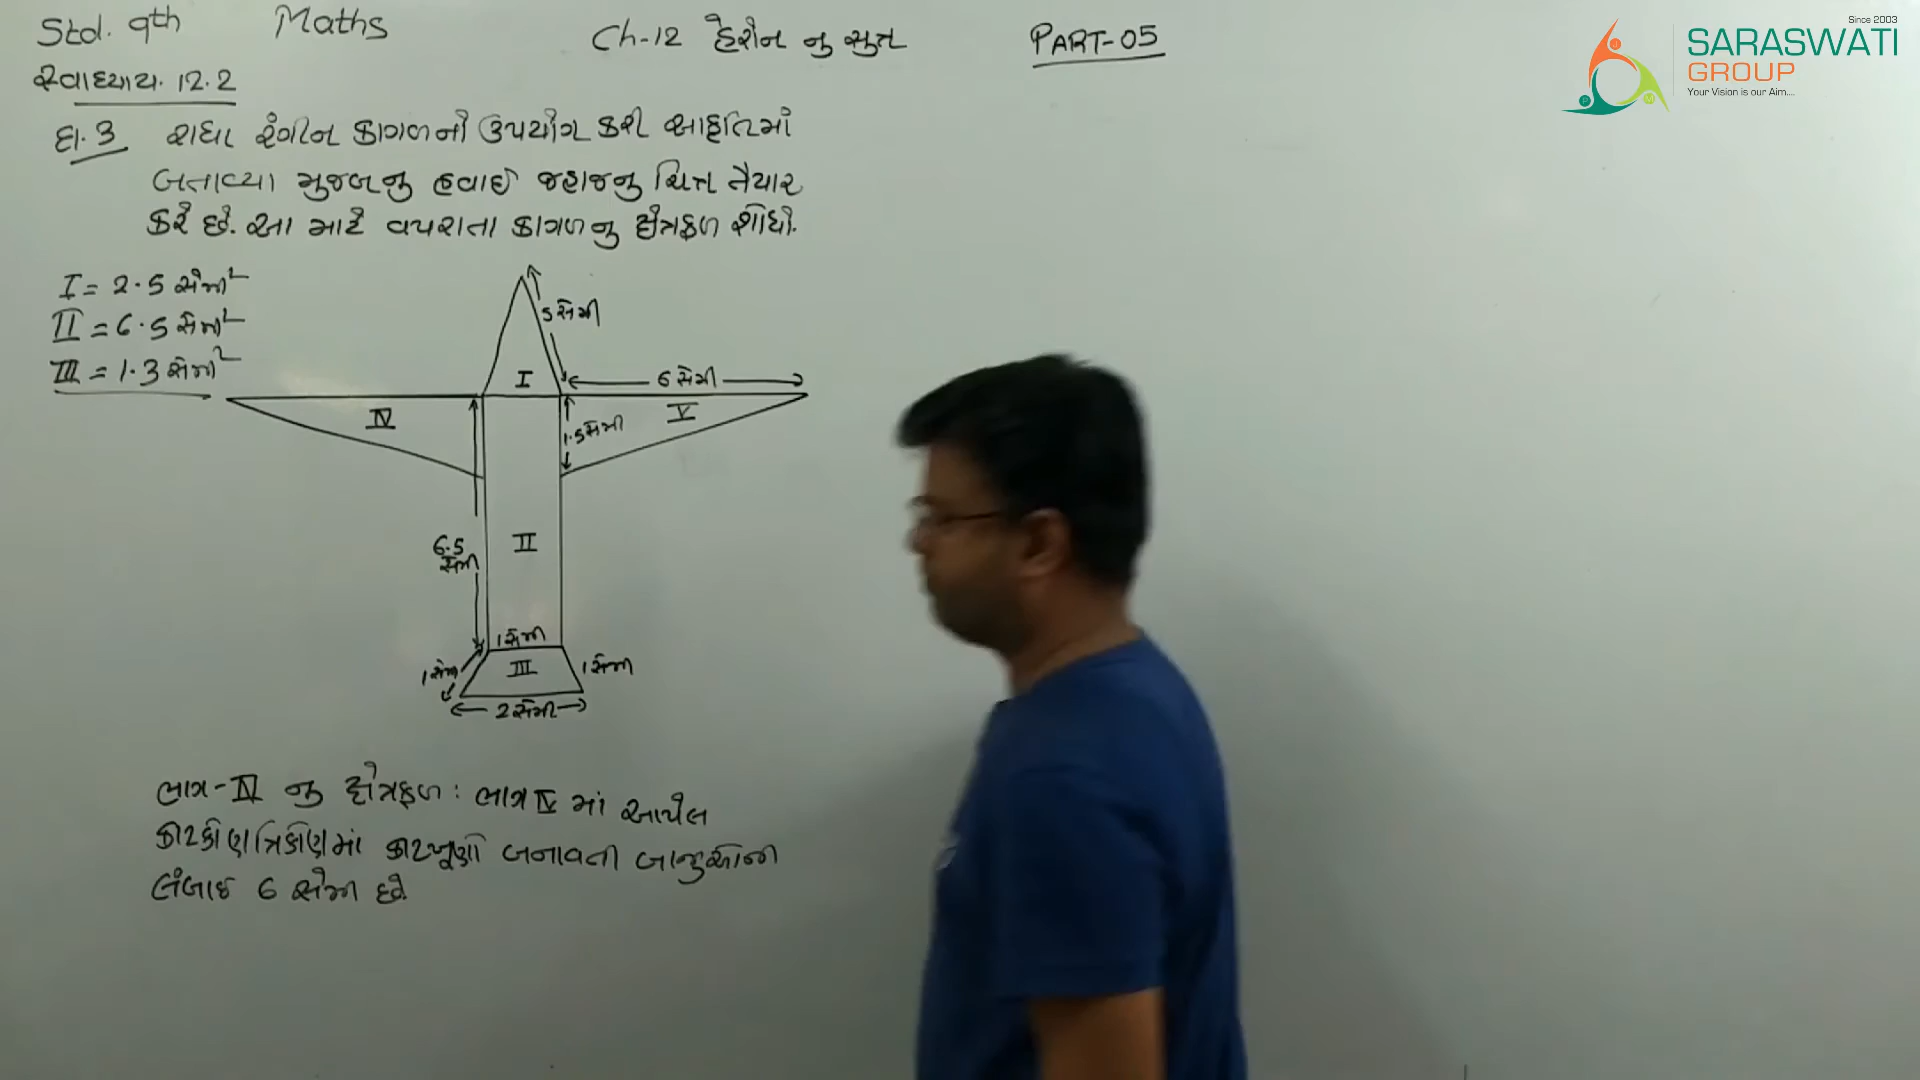 Std. 9th Maths Ch-12 હેરોન નુ સુત્ર PART-05
સ્વાધ્યાય. 12.2
Since 2003
SARASWATI
GROUP
Your Vision is our Aim....
દા. 3 રાધા રંગીન કાગળનો ઉપયોગ કરી આકૃતિમાં
બતાવ્યા મુજબનુ હવાઈ જહાજનુ ચિત્ર તૈયાર
કરે છે. આ માટે વપરાતા કાગળનુ ક્ષેત્રફળ શોધો.
I = 2.5 સેમી²
II = 6.5 સેમી²
III = 1.3 સેમી²
5 સેમી
I
6 સેમી
IV
1.5 સેમી
V
6.5
સેમી
II
1 સેમી
1 સેમી
III
1 સેમી
2 સેમી
ભાગ - IV નુ ક્ષેત્રફળ : ભાગ IV માં આપેલ
કાટકોણ ત્રિકોણમાં કાટખૂણો બનાવતી બાજુઓની
લંબાઈ 6 સેમી છે.